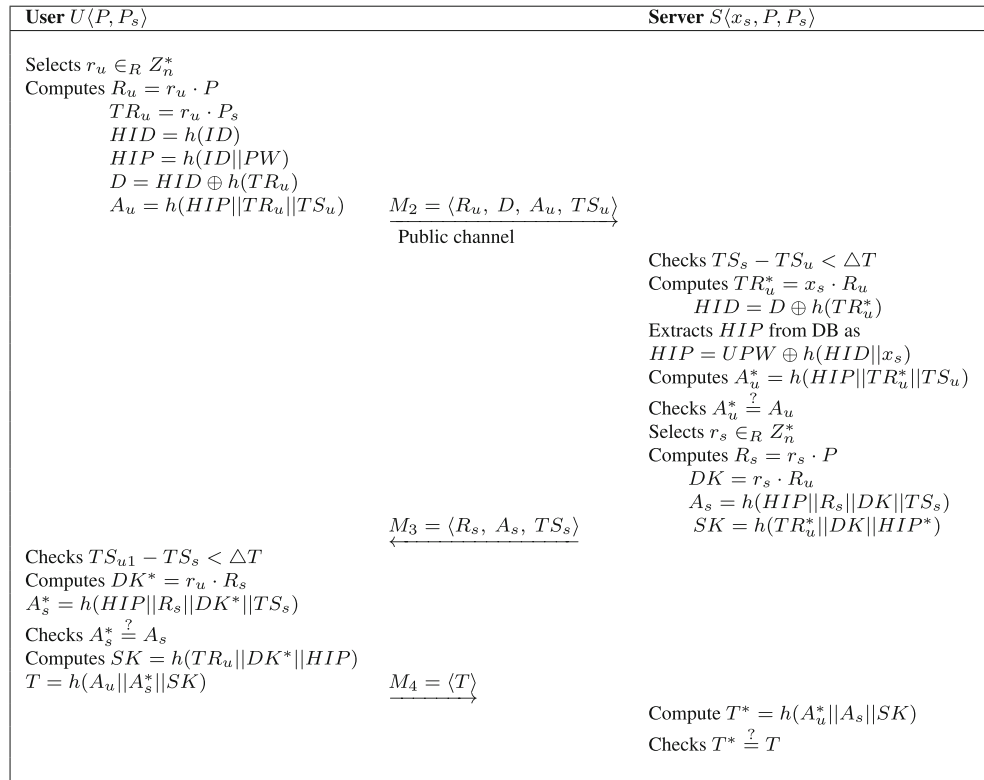 User U⟨P, P_s⟩ Server S⟨x_s, P, P_s⟩
Selects r_u ∈_R Z_n^*
Computes R_u = r_u · P
TR_u = r_u · P_s
HID = h(ID)
HIP = h(ID||PW)
D = HID ⊕ h(TR_u)
A_u = h(HIP||TR_u||TS_u) M_2 = ⟨R_u, D, A_u, TS_u⟩
Public channel
Checks TS_s − TS_u < △T
Computes TR_u^* = x_s · R_u
HID = D ⊕ h(TR_u^*)
Extracts HIP from DB as
HIP = UPW ⊕ h(HID||x_s)
Computes A_u^* = h(HIP||TR_u^*||TS_u)
Checks A_u^* ≟ A_u
Selects r_s ∈_R Z_n^*
Computes R_s = r_s · P
DK = r_s · R_u
A_s = h(HIP||R_s||DK||TS_s)
M_3 = ⟨R_s, A_s, TS_s⟩ SK = h(TR_u^*||DK||HIP^*)
Checks TS_{u1} − TS_s < △T
Computes DK^* = r_u · R_s
A_s^* = h(HIP||R_s||DK^*||TS_s)
Checks A_s^* ≟ A_s
Computes SK = h(TR_u||DK^*||HIP)
T = h(A_u||A_s^*||SK) M_4 = ⟨T⟩
Compute T^* = h(A_u^*||A_s||SK)
Checks T^* ≟ T